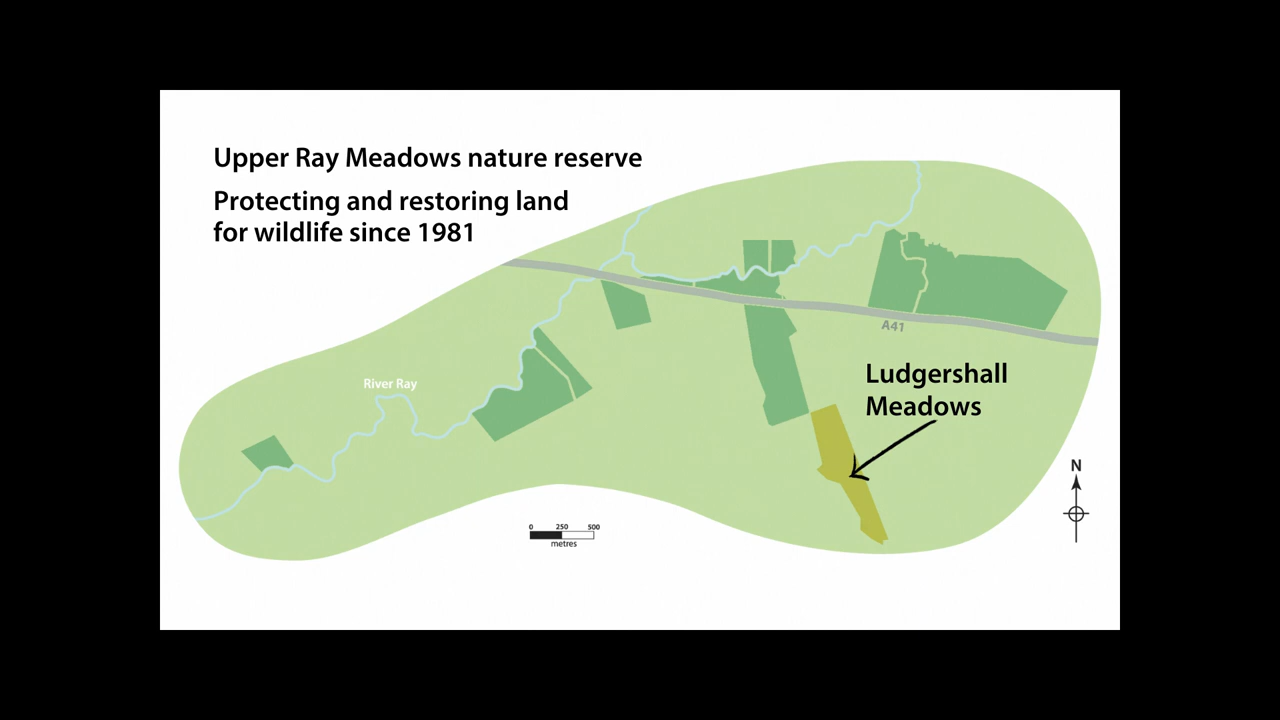 Upper Ray Meadows nature reserve
Protecting and restoring land
for wildlife since 1981
A41
River Ray
Ludgershall
Meadows
N
0 250 500
metres